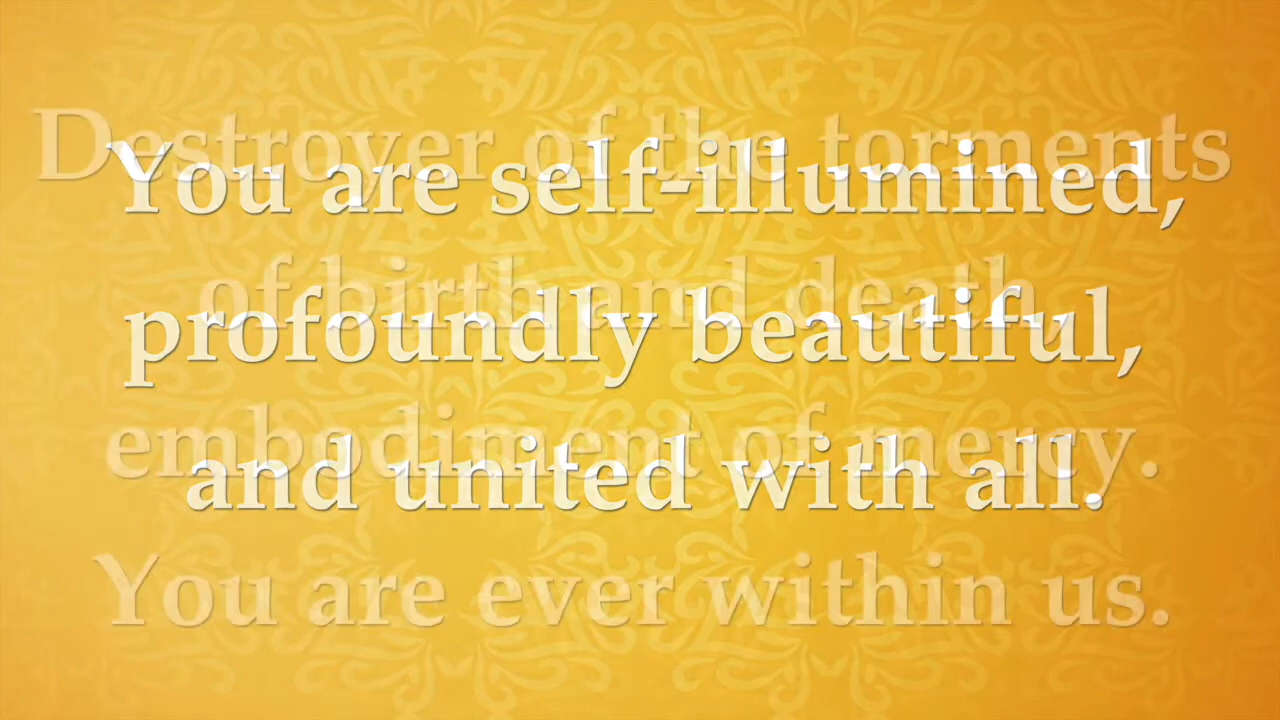 Destroyer of the torments
of birth and death,
embodiment of mercy.
You are ever within us.
You are self-illumined,
profoundly beautiful,
and united with all.